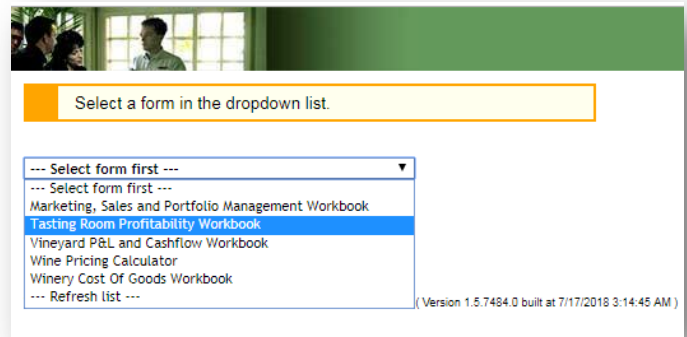 Select a form in the dropdown list.
--- Select form first ---
--- Select form first ---
Marketing, Sales and Portfolio Management Workbook
Tasting Room Profitability Workbook
Vineyard P&L and Cashflow Workbook
Wine Pricing Calculator
Winery Cost Of Goods Workbook
--- Refresh list ---
( Version 1.5.7484.0 built at 7/17/2018 3:14:45 AM )